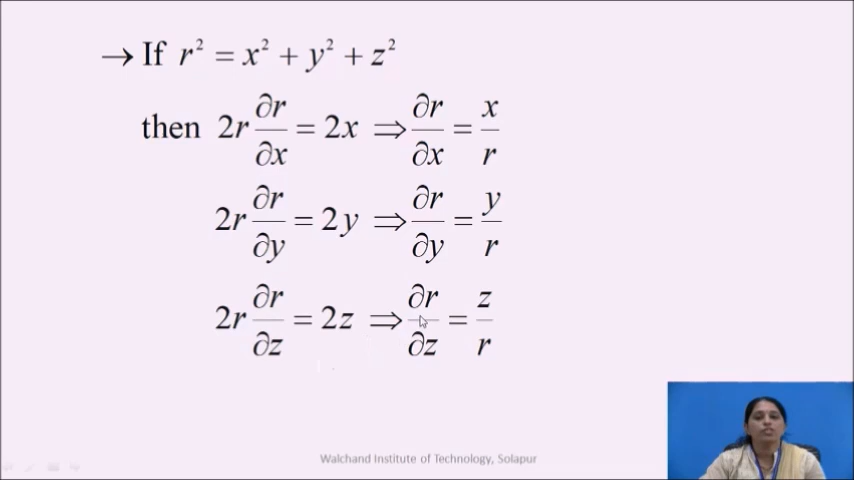 → If r² = x² + y² + z²
then 2r ∂r/∂x = 2x ⇒ ∂r/∂x = x/r
2r ∂r/∂y = 2y ⇒ ∂r/∂y = y/r
2r ∂r/∂z = 2z ⇒ ∂r/∂z = z/r
Walchand Institute of Technology, Solapur